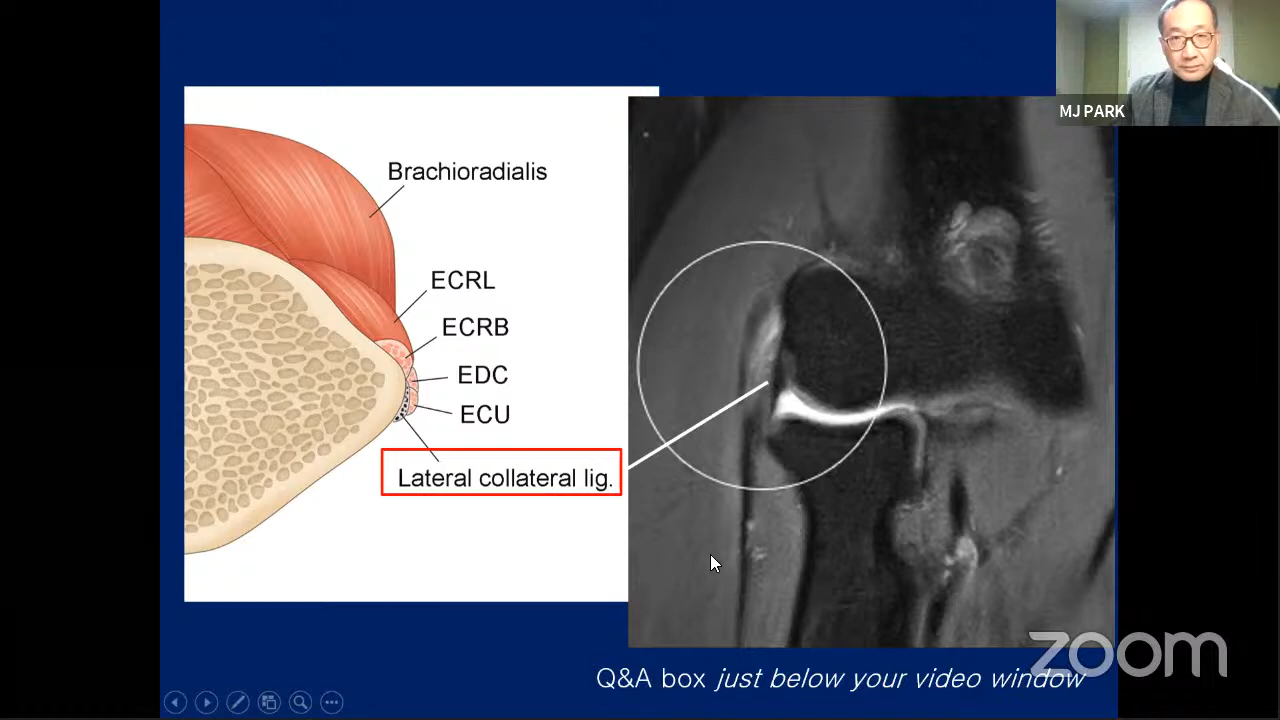 MJ PARK
Brachioradialis
ECRL
ECRB
EDC
ECU
Lateral collateral lig.
Q&A box just below your video window
zoom